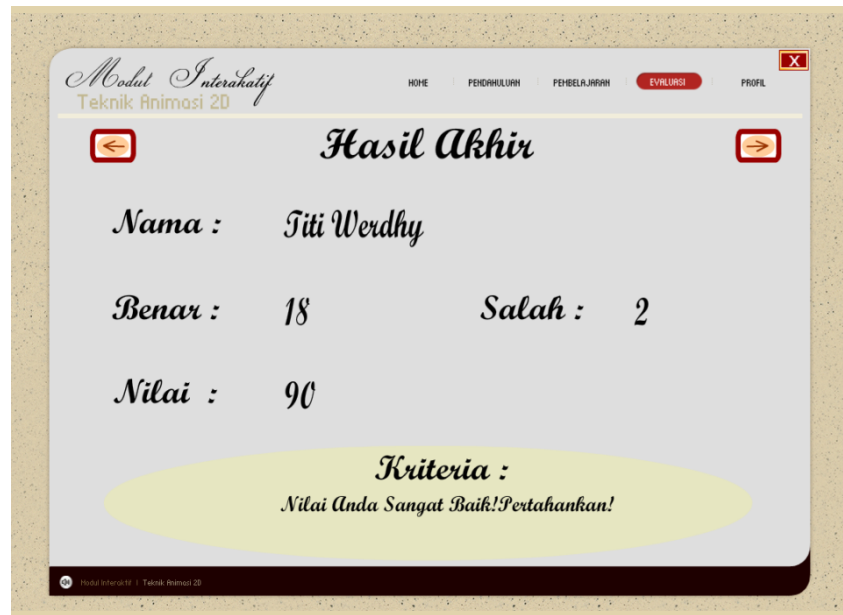 Modul Interakatif
Teknik Animasi 2D
HOME PENDAHULUAN PEMBELAJARAN EVALUASI PROFIL
X
Hasil Akhir
Nama : Titi Werdhy
Benar : 18 Salah : 2
Nilai : 90
Kriteria :
Nilai Anda Sangat Baik!Pertahankan!
Modul Interaktif | Teknik Animasi 2D